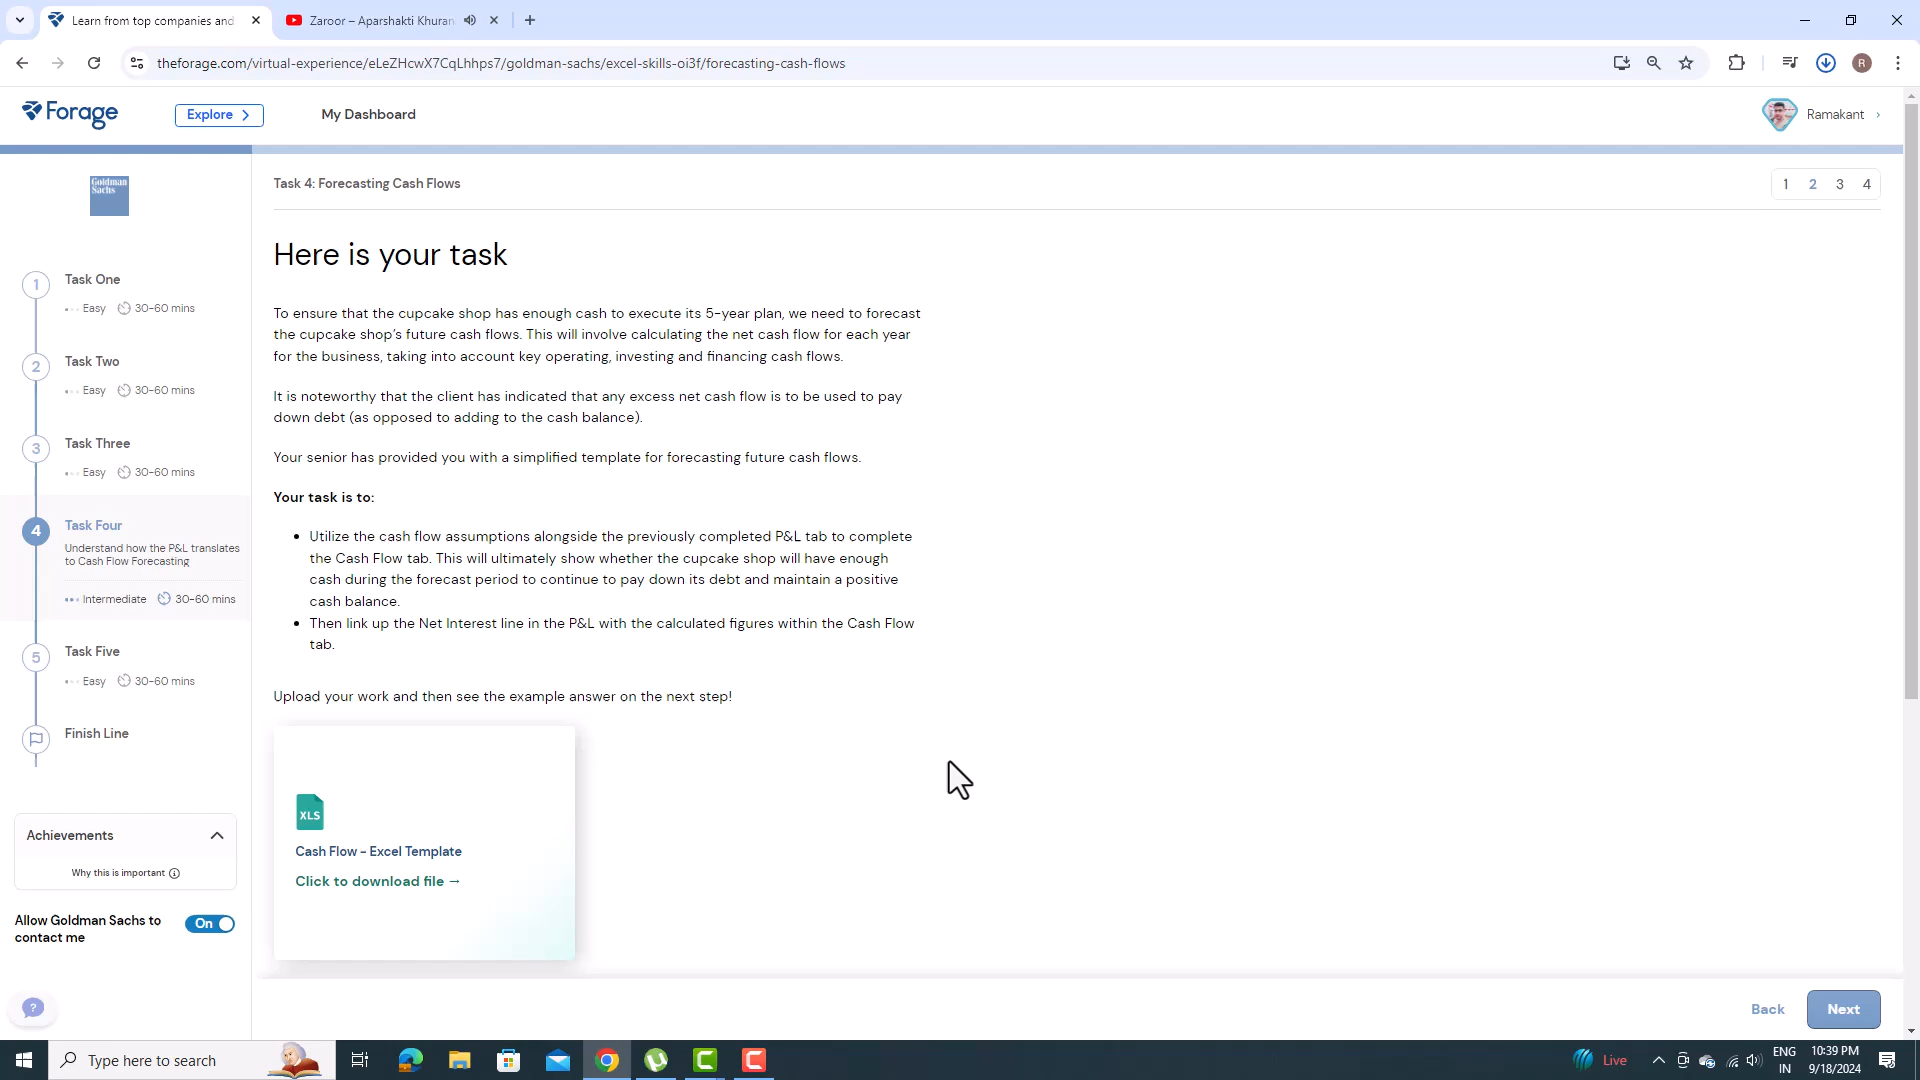 Learn from top companies and
Zaroor – Aparshakti Khuran
theforage.com/virtual-experience/eLeZHcwX7CqLhhps7/goldman-sachs/excel-skills-oi3f/forecasting-cash-flows
R
Forage
Explore
My Dashboard
Ramakant
Goldman
Sachs
Task 4: Forecasting Cash Flows
1 2 3 4
Here is your task
To ensure that the cupcake shop has enough cash to execute its 5-year plan, we need to forecast
the cupcake shop's future cash flows. This will involve calculating the net cash flow for each year
for the business, taking into account key operating, investing and financing cash flows.
It is noteworthy that the client has indicated that any excess net cash flow is to be used to pay
down debt (as opposed to adding to the cash balance).
Your senior has provided you with a simplified template for forecasting future cash flows.
Your task is to:
• Utilize the cash flow assumptions alongside the previously completed P&L tab to complete
the Cash Flow tab. This will ultimately show whether the cupcake shop will have enough
cash during the forecast period to continue to pay down its debt and maintain a positive
cash balance.
• Then link up the Net Interest line in the P&L with the calculated figures within the Cash Flow
tab.
Upload your work and then see the example answer on the next step!
XLS
Cash Flow - Excel Template
Click to download file →
1
Task One
Easy 30-60 mins
2
Task Two
Easy 30-60 mins
3
Task Three
Easy 30-60 mins
4
Task Four
Understand how the P&L translates
to Cash Flow Forecasting
Intermediate 30-60 mins
5
Task Five
Easy 30-60 mins
Finish Line
Achievements
Why this is important
Allow Goldman Sachs to
contact me
On
?
Back
Next
Type here to search
Live
ENG
IN
10:39 PM
9/18/2024